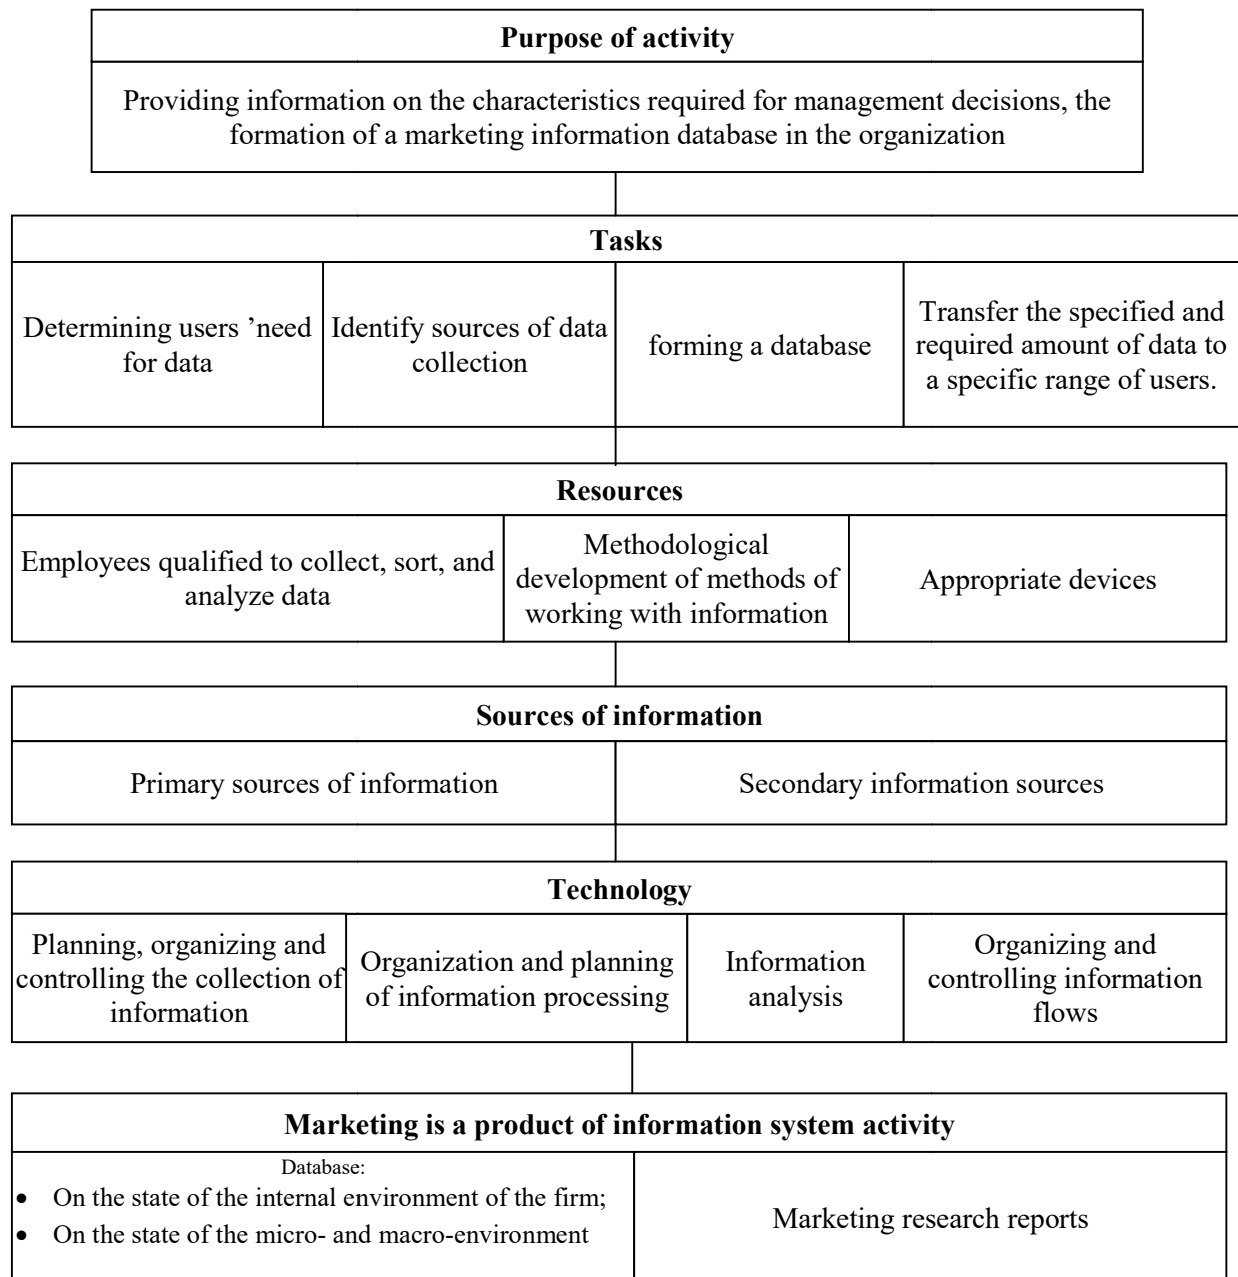 Purpose of activity
Providing information on the characteristics required for management decisions, the
formation of a marketing information database in the organization
Tasks
Determining users ’need
for data
Identify sources of data
collection
forming a database
Transfer the specified and
required amount of data to
a specific range of users.
Resources
Employees qualified to collect, sort, and
analyze data
Methodological
development of methods of
working with information
Appropriate devices
Sources of information
Primary sources of information
Secondary information sources
Technology
Planning, organizing and
controlling the collection of
information
Organization and planning
of information processing
Information
analysis
Organizing and
controlling information
flows
Marketing is a product of information system activity
Database:
• On the state of the internal environment of the firm;
• On the state of the micro- and macro-environment
Marketing research reports